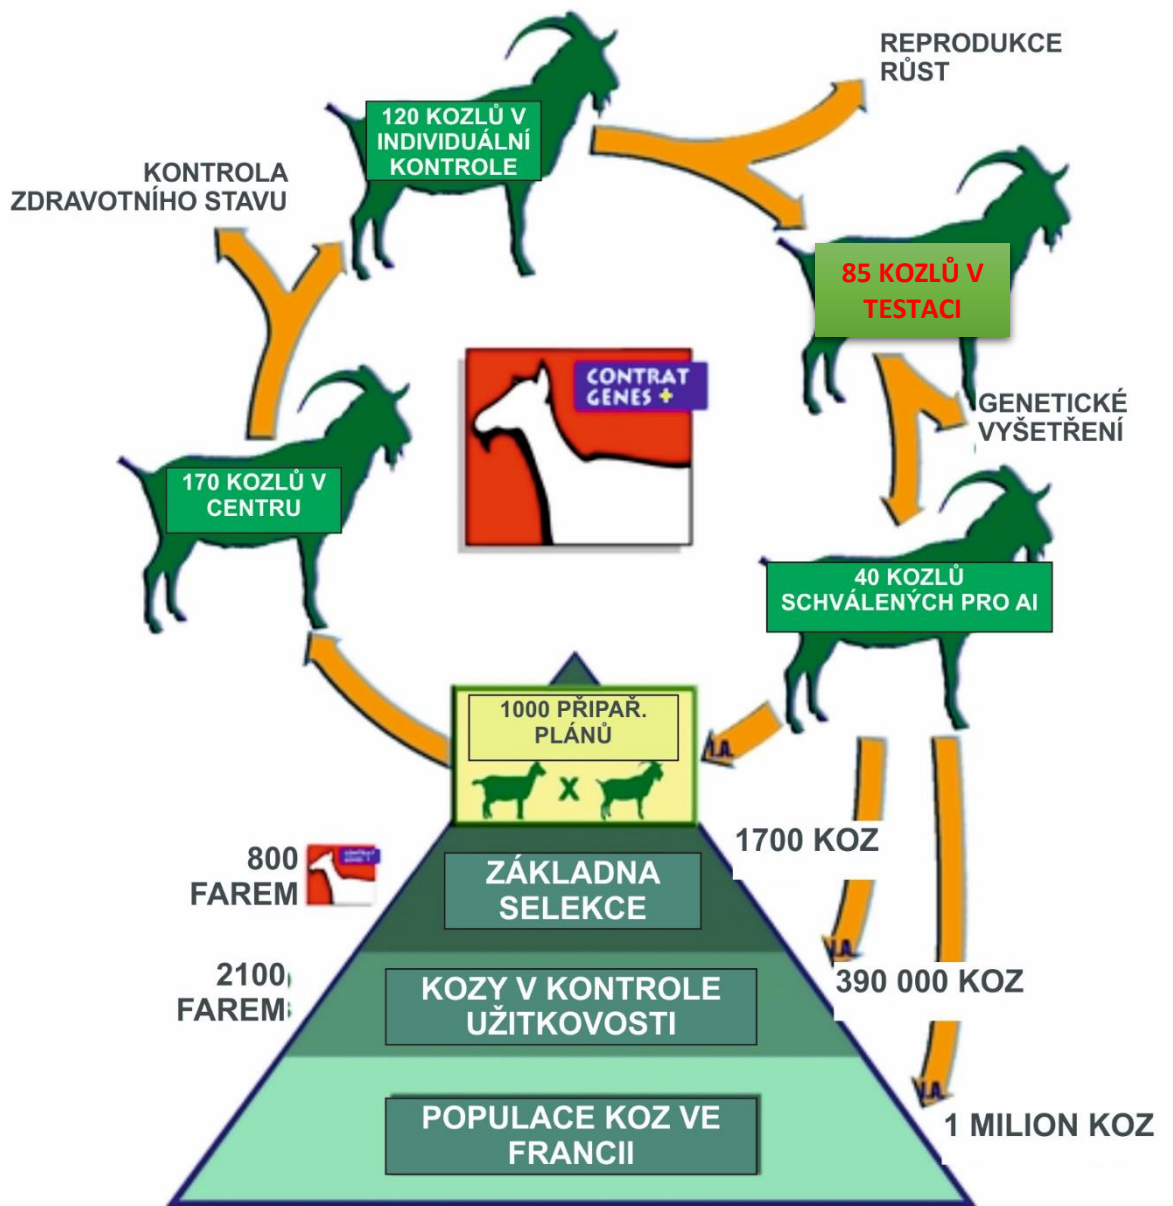 REPRODUKCE
RŮST
120 KOZLŮ V
INDIVIDUÁLNÍ
KONTROLE
KONTROLA
ZDRAVOTNÍHO STAVU
85 KOZLŮ V
TESTACI
CONTRAT
GENES +
GENETICKÉ
VYŠETŘENÍ
170 KOZLŮ V
CENTRU
40 KOZLŮ
SCHVÁLENÝCH PRO AI
1000 PŘIPAŘ.
PLÁNŮ
I.A.
X
1700 KOZ
800
FAREM
CONTRAT
ZÁKLADNA
SELEKCE
I.A.
2100
FAREM
KOZY V KONTROLE
UŽITKOVOSTI
390 000 KOZ
I.A.
POPULACE KOZ VE
FRANCII
1 MILION KOZ